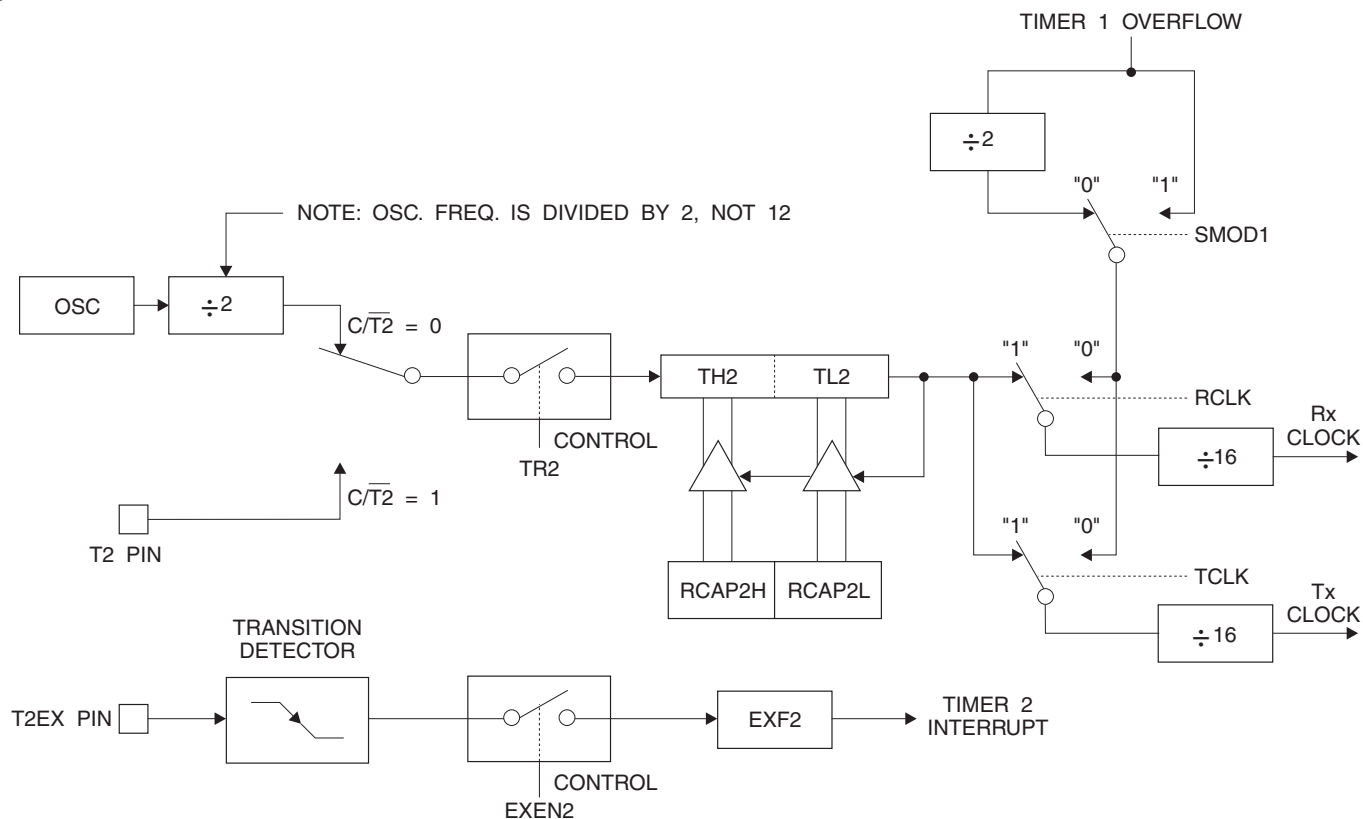 TIMER 1 OVERFLOW
÷2
"0" "1"
SMOD1
NOTE: OSC. FREQ. IS DIVIDED BY 2, NOT 12
OSC
÷2
C/T̅2̅ = 0
TH2 TL2
"1" "0"
RCLK
Rx
CLOCK
÷16
CONTROL
TR2
C/T̅2̅ = 1
T2 PIN
RCAP2H RCAP2L
"1" "0"
TCLK
Tx
CLOCK
÷16
TRANSITION
DETECTOR
T2EX PIN
EXF2
TIMER 2
INTERRUPT
CONTROL
EXEN2